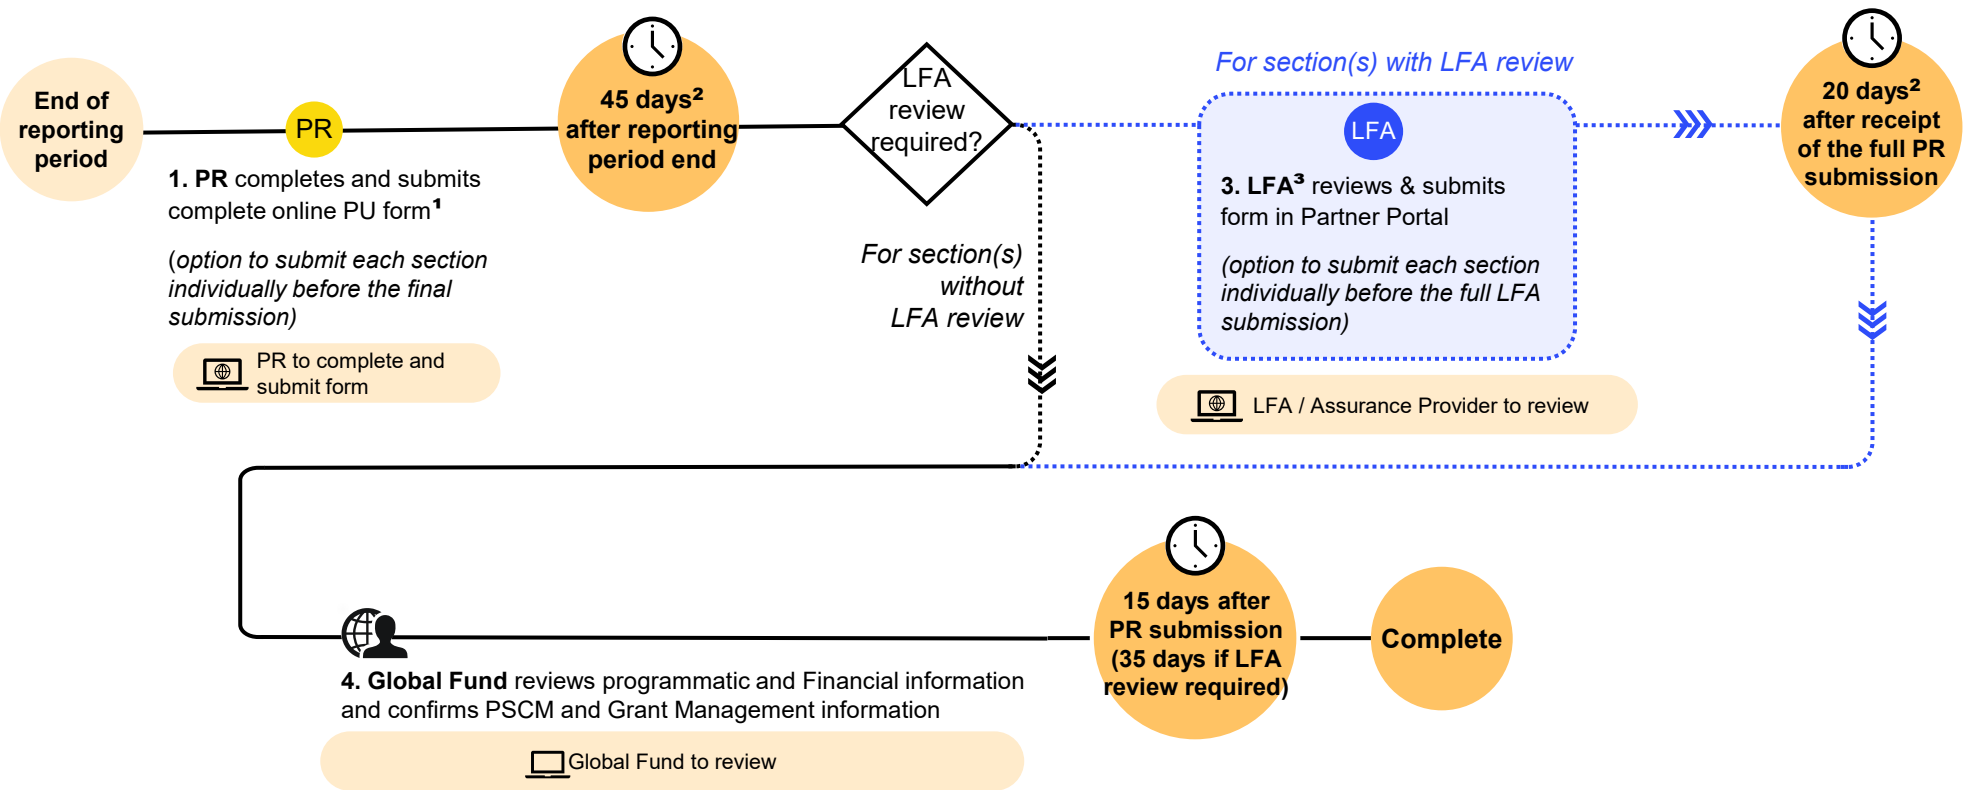 End of
reporting
period
PR
1. PR completes and submits
complete online PU form¹
(option to submit each section
individually before the final
submission)
PR to complete and
submit form
45 days²
after reporting
period end
LFA
review
required?
For section(s)
without
LFA review
For section(s) with LFA review
LFA
3. LFA³ reviews & submits
form in Partner Portal
(option to submit each section
individually before the full LFA
submission)
LFA / Assurance Provider to review
20 days²
after receipt
of the full PR
submission
4. Global Fund reviews programmatic and Financial information
and confirms PSCM and Grant Management information
Global Fund to review
15 days after
PR submission
(35 days if LFA
review required)
Complete